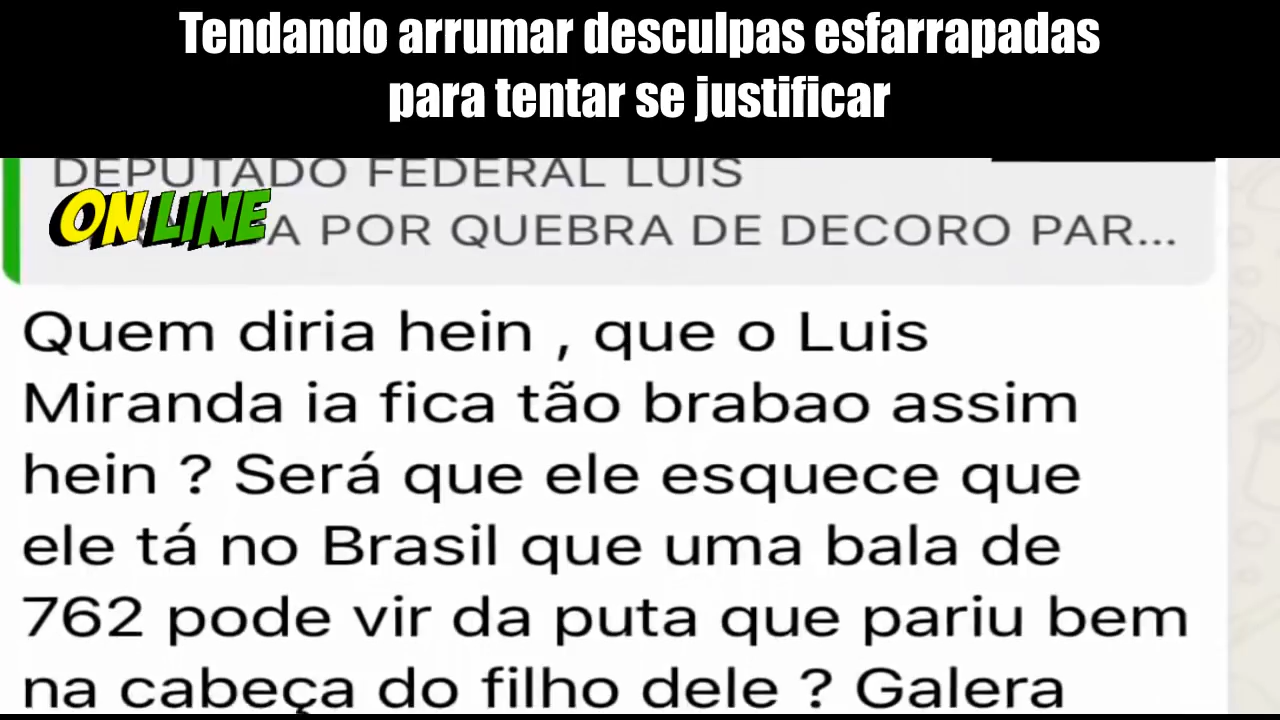 Tendando arrumar desculpas esfarrapadas
para tentar se justificar
DEPUTADO FEDERAL LUIS
ON LINE
A POR QUEBRA DE DECORO PAR...
Quem diria hein , que o Luis
Miranda ia fica tão brabao assim
hein ? Será que ele esquece que
ele tá no Brasil que uma bala de
762 pode vir da puta que pariu bem
na cabeça do filho dele ? Galera